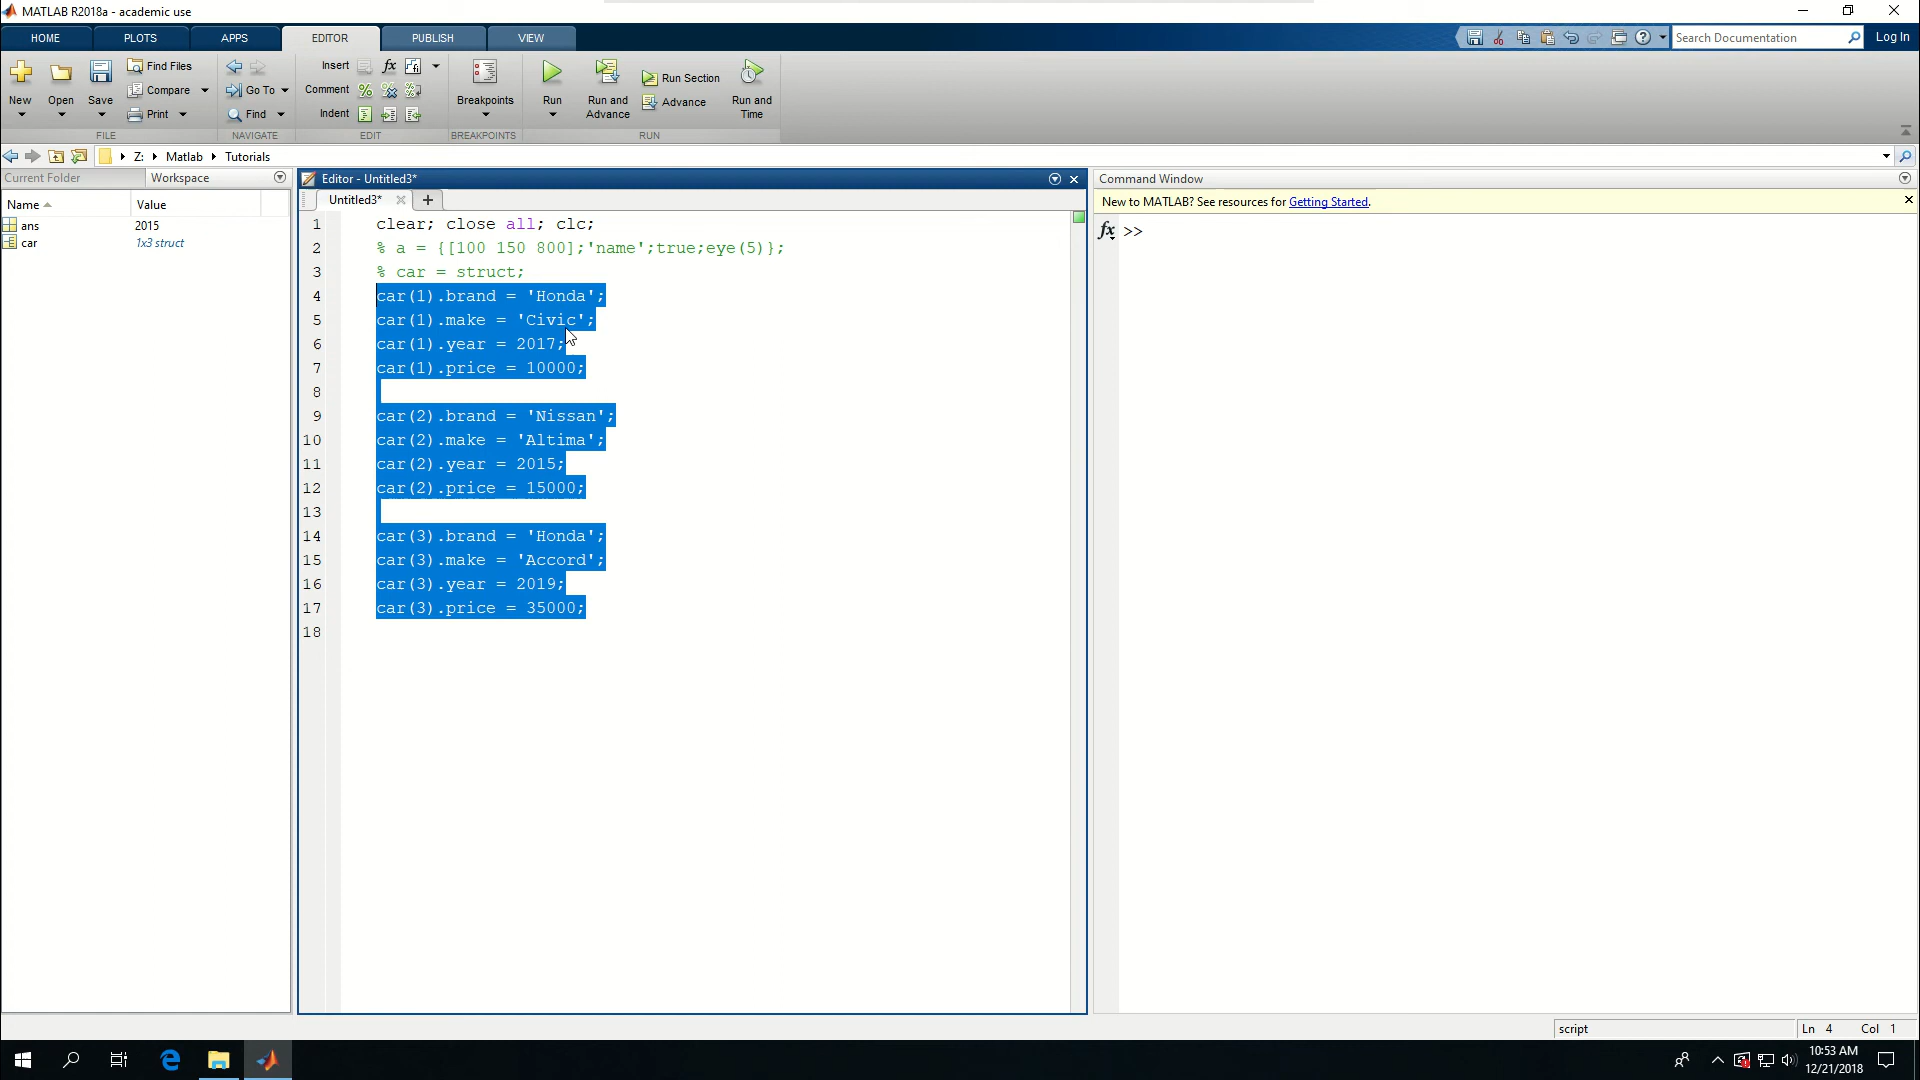 MATLAB R2018a - academic use
HOME PLOTS APPS EDITOR PUBLISH VIEW Search Documentation Log In
New Open Save Find Files Compare Print Go To Find Insert fx Comment Indent Breakpoints Run Run and Advance Run Section Advance Run and Time
FILE NAVIGATE EDIT BREAKPOINTS RUN
Z: Matlab Tutorials
Current Folder Workspace
Name Value
ans 2015
car 1x3 struct
Editor - Untitled3*
Untitled3* × +
1 clear; close all; clc;
2 % a = {[100 150 800];'name';true;eye(5)};
3 % car = struct;
4 car(1).brand = 'Honda';
5 car(1).make = 'Civic';
6 car(1).year = 2017;
7 car(1).price = 10000;
8
9 car(2).brand = 'Nissan';
10 car(2).make = 'Altima';
11 car(2).year = 2015;
12 car(2).price = 15000;
13
14 car(3).brand = 'Honda';
15 car(3).make = 'Accord';
16 car(3).year = 2019;
17 car(3).price = 35000;
18
Command Window
New to MATLAB? See resources for Getting Started.
fx >>
script Ln 4 Col 1
10:53 AM
12/21/2018